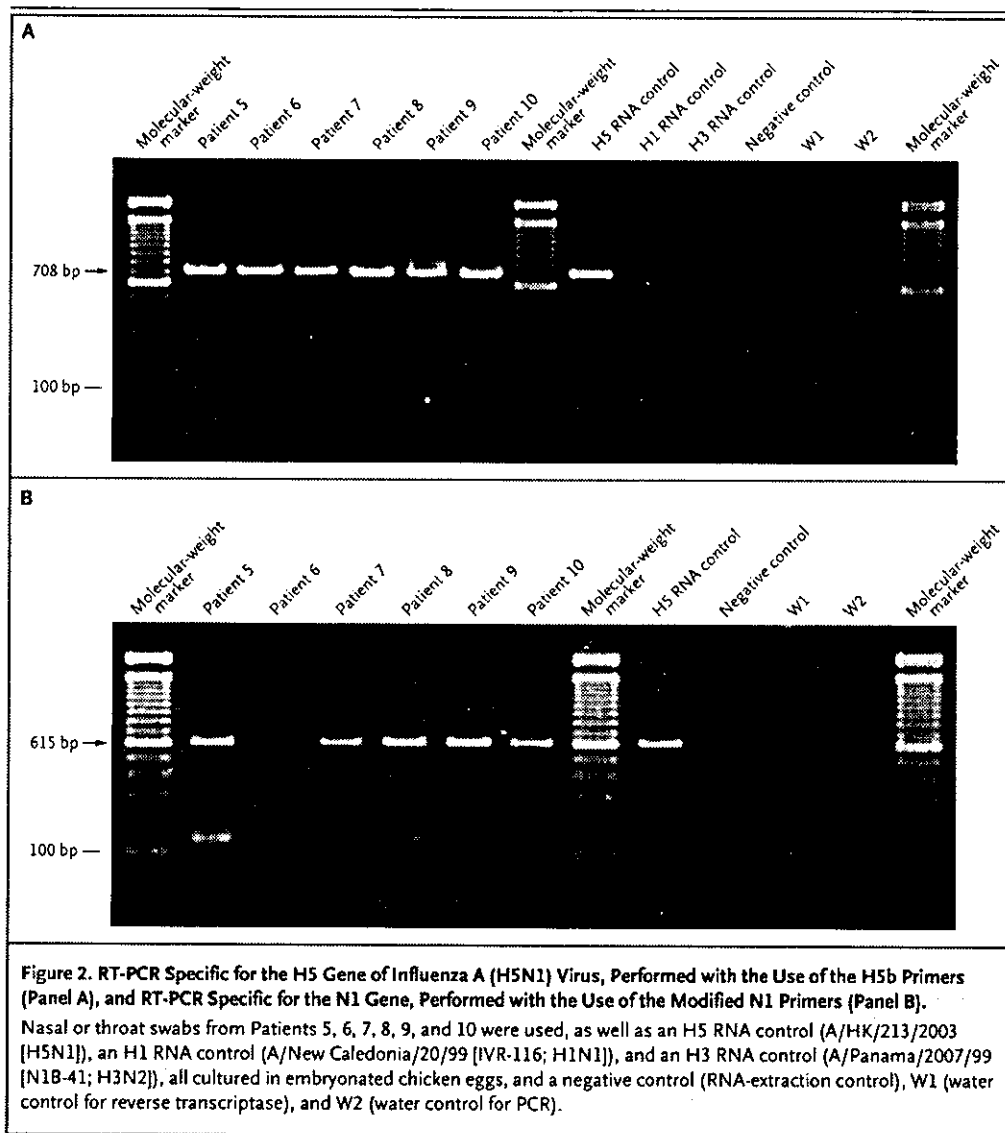 A
Molecular-weight
marker
Patient 5
Patient 6
Patient 7
Patient 8
Patient 9
Patient 10
Molecular-weight
marker
H5 RNA control
H1 RNA control
H3 RNA control
Negative control
W1
W2
Molecular-weight
marker
708 bp
100 bp
B
Molecular-weight
marker
Patient 5
Patient 6
Patient 7
Patient 8
Patient 9
Patient 10
Molecular-weight
marker
H5 RNA control
Negative control
W1
W2
Molecular-weight
marker
615 bp
100 bp
Figure 2. RT-PCR Specific for the H5 Gene of Influenza A (H5N1) Virus, Performed with the Use of the H5b Primers
(Panel A), and RT-PCR Specific for the N1 Gene, Performed with the Use of the Modified N1 Primers (Panel B).
Nasal or throat swabs from Patients 5, 6, 7, 8, 9, and 10 were used, as well as an H5 RNA control (A/HK/213/2003
[H5N1]), an H1 RNA control (A/New Caledonia/20/99 [IVR-116; H1N1]), and an H3 RNA control (A/Panama/2007/99
[N1B-41; H3N2]), all cultured in embryonated chicken eggs, and a negative control (RNA-extraction control), W1 (water
control for reverse transcriptase), and W2 (water control for PCR).